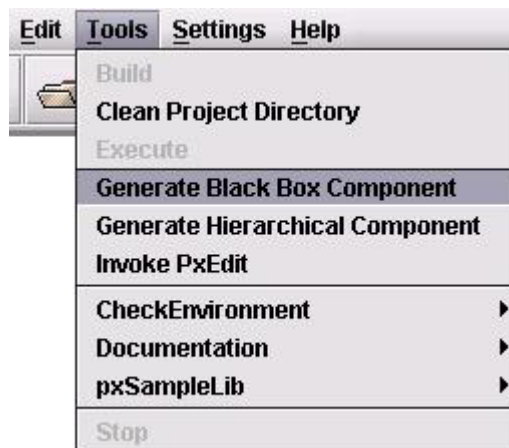 Edit Tools Settings Help
Build
Clean Project Directory
Execute
Generate Black Box Component
Generate Hierarchical Component
Invoke PxEdit
CheckEnvironment
Documentation
pxSampleLib
Stop